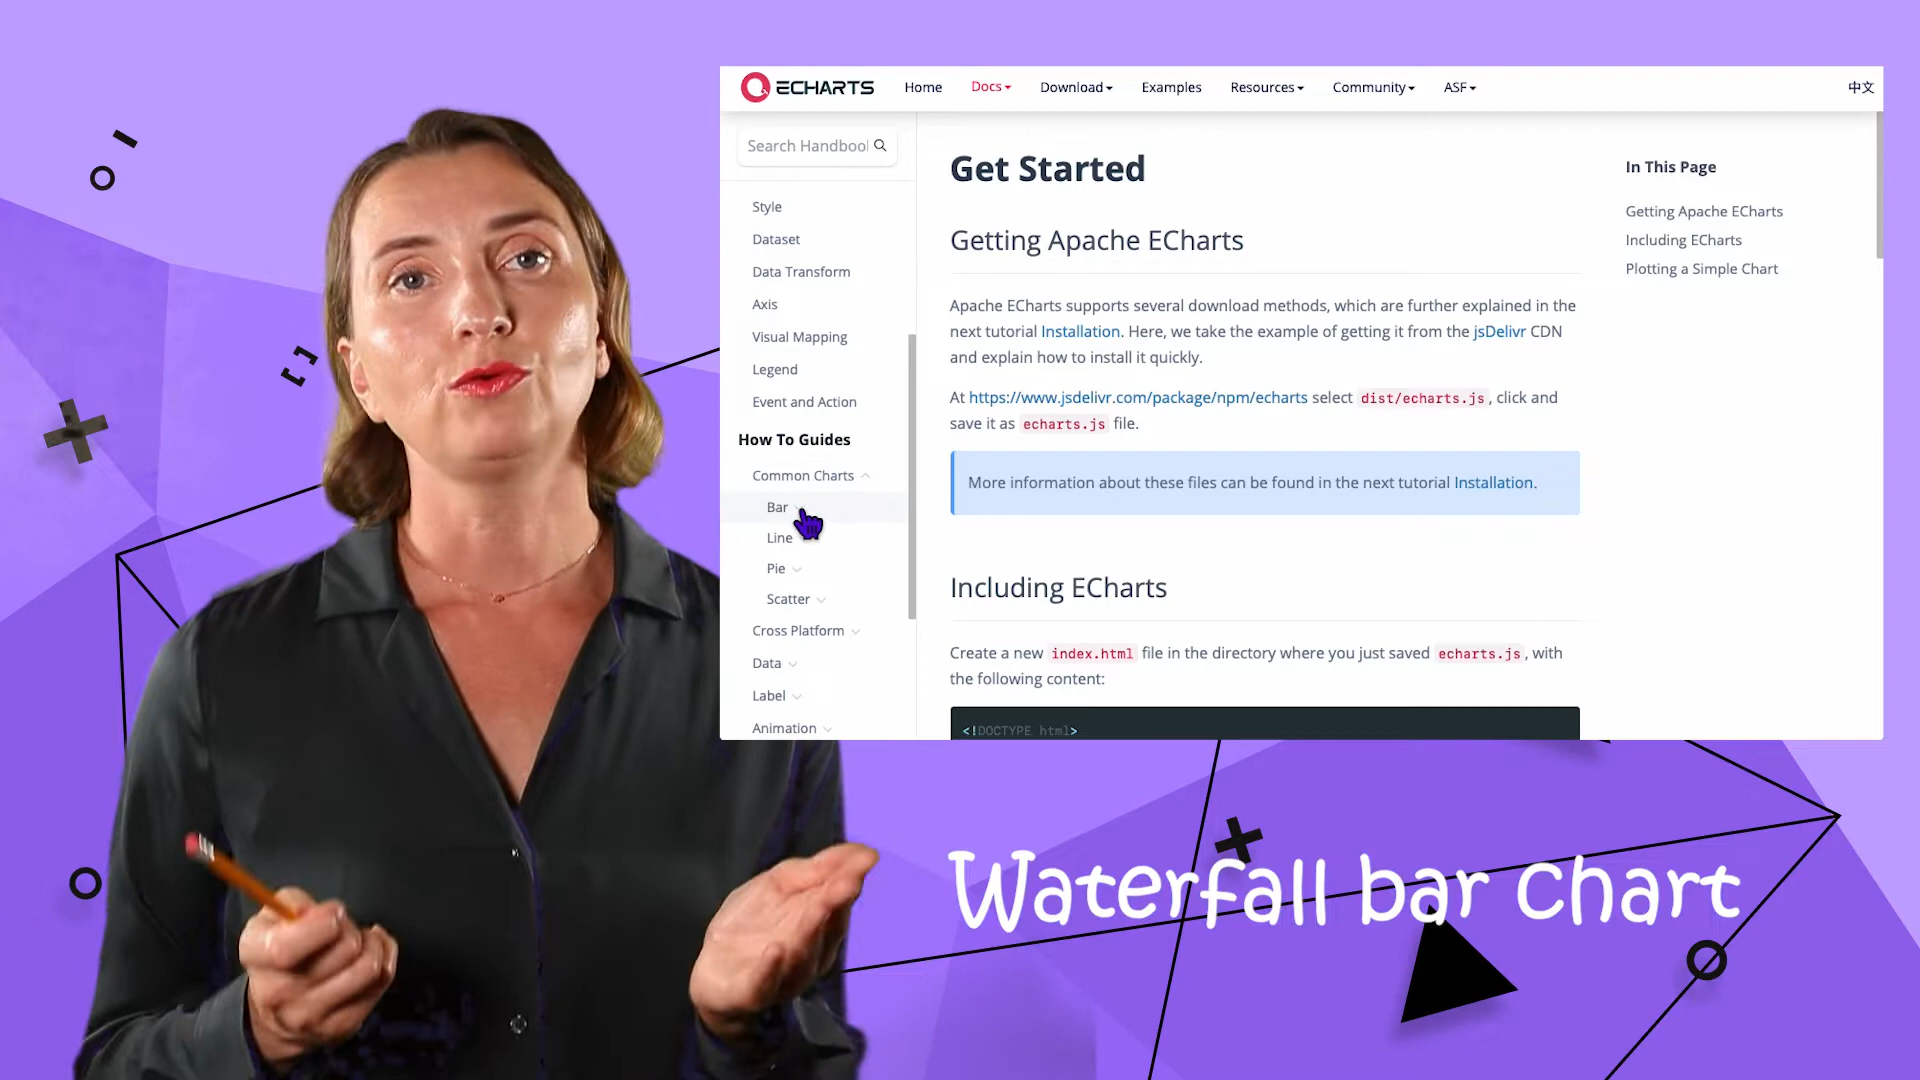 ECHARTS
Home
Docs
Download
Examples
Resources
Community
ASF
中文
Search Handbool
Style
Dataset
Data Transform
Axis
Visual Mapping
Legend
Event and Action
How To Guides
Common Charts
Bar
Line
Pie
Scatter
Cross Platform
Data
Label
Animation
Get Started
Getting Apache ECharts
Apache ECharts supports several download methods, which are further explained in the
next tutorial Installation. Here, we take the example of getting it from the jsDelivr CDN
and explain how to install it quickly.
At https://www.jsdelivr.com/package/npm/echarts select dist/echarts.js, click and
save it as echarts.js file.
More information about these files can be found in the next tutorial Installation.
Including ECharts
Create a new index.html file in the directory where you just saved echarts.js, with
the following content:
<!DOCTYPE html>
In This Page
Getting Apache ECharts
Including ECharts
Plotting a Simple Chart
Waterfall bar chart